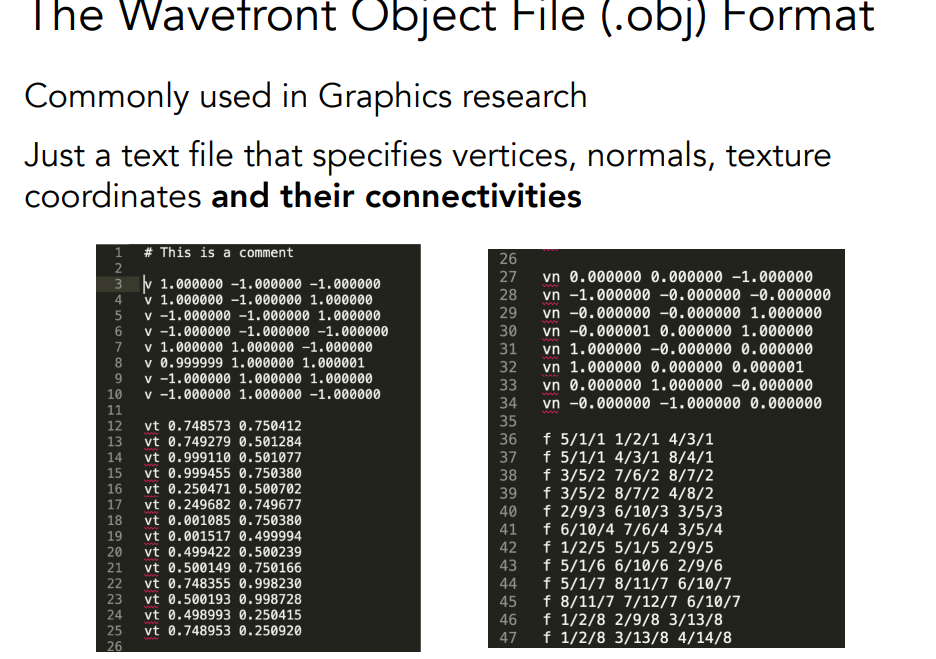 The Wavefront Object File (.obj) Format
Commonly used in Graphics research
Just a text file that specifies vertices, normals, texture
coordinates and their connectivities
1 # This is a comment
2
3 v 1.000000 -1.000000 -1.000000
4 v 1.000000 -1.000000 1.000000
5 v -1.000000 -1.000000 1.000000
6 v -1.000000 -1.000000 -1.000000
7 v 1.000000 1.000000 -1.000000
8 v 0.999999 1.000000 1.000001
9 v -1.000000 1.000000 1.000000
10 v -1.000000 1.000000 -1.000000
11
12 vt 0.748573 0.750412
13 vt 0.749279 0.501284
14 vt 0.999110 0.501077
15 vt 0.999455 0.750380
16 vt 0.250471 0.500702
17 vt 0.249682 0.749677
18 vt 0.001085 0.750380
19 vt 0.001517 0.499994
20 vt 0.499422 0.500239
21 vt 0.500149 0.750166
22 vt 0.748355 0.998230
23 vt 0.500193 0.998728
24 vt 0.498993 0.250415
25 vt 0.748953 0.250920
26
26
27 vn 0.000000 0.000000 -1.000000
28 vn -1.000000 -0.000000 -0.000000
29 vn -0.000000 -0.000000 1.000000
30 vn -0.000001 0.000000 1.000000
31 vn 1.000000 -0.000000 0.000000
32 vn 1.000000 0.000000 0.000001
33 vn 0.000000 1.000000 -0.000000
34 vn -0.000000 -1.000000 0.000000
35
36 f 5/1/1 1/2/1 4/3/1
37 f 5/1/1 4/3/1 8/4/1
38 f 3/5/2 7/6/2 8/7/2
39 f 3/5/2 8/7/2 4/8/2
40 f 2/9/3 6/10/3 3/5/3
41 f 6/10/4 7/6/4 3/5/4
42 f 1/2/5 5/1/5 2/9/5
43 f 5/1/6 6/10/6 2/9/6
44 f 5/1/7 8/11/7 6/10/7
45 f 8/11/7 7/12/7 6/10/7
46 f 1/2/8 2/9/8 3/13/8
47 f 1/2/8 3/13/8 4/14/8